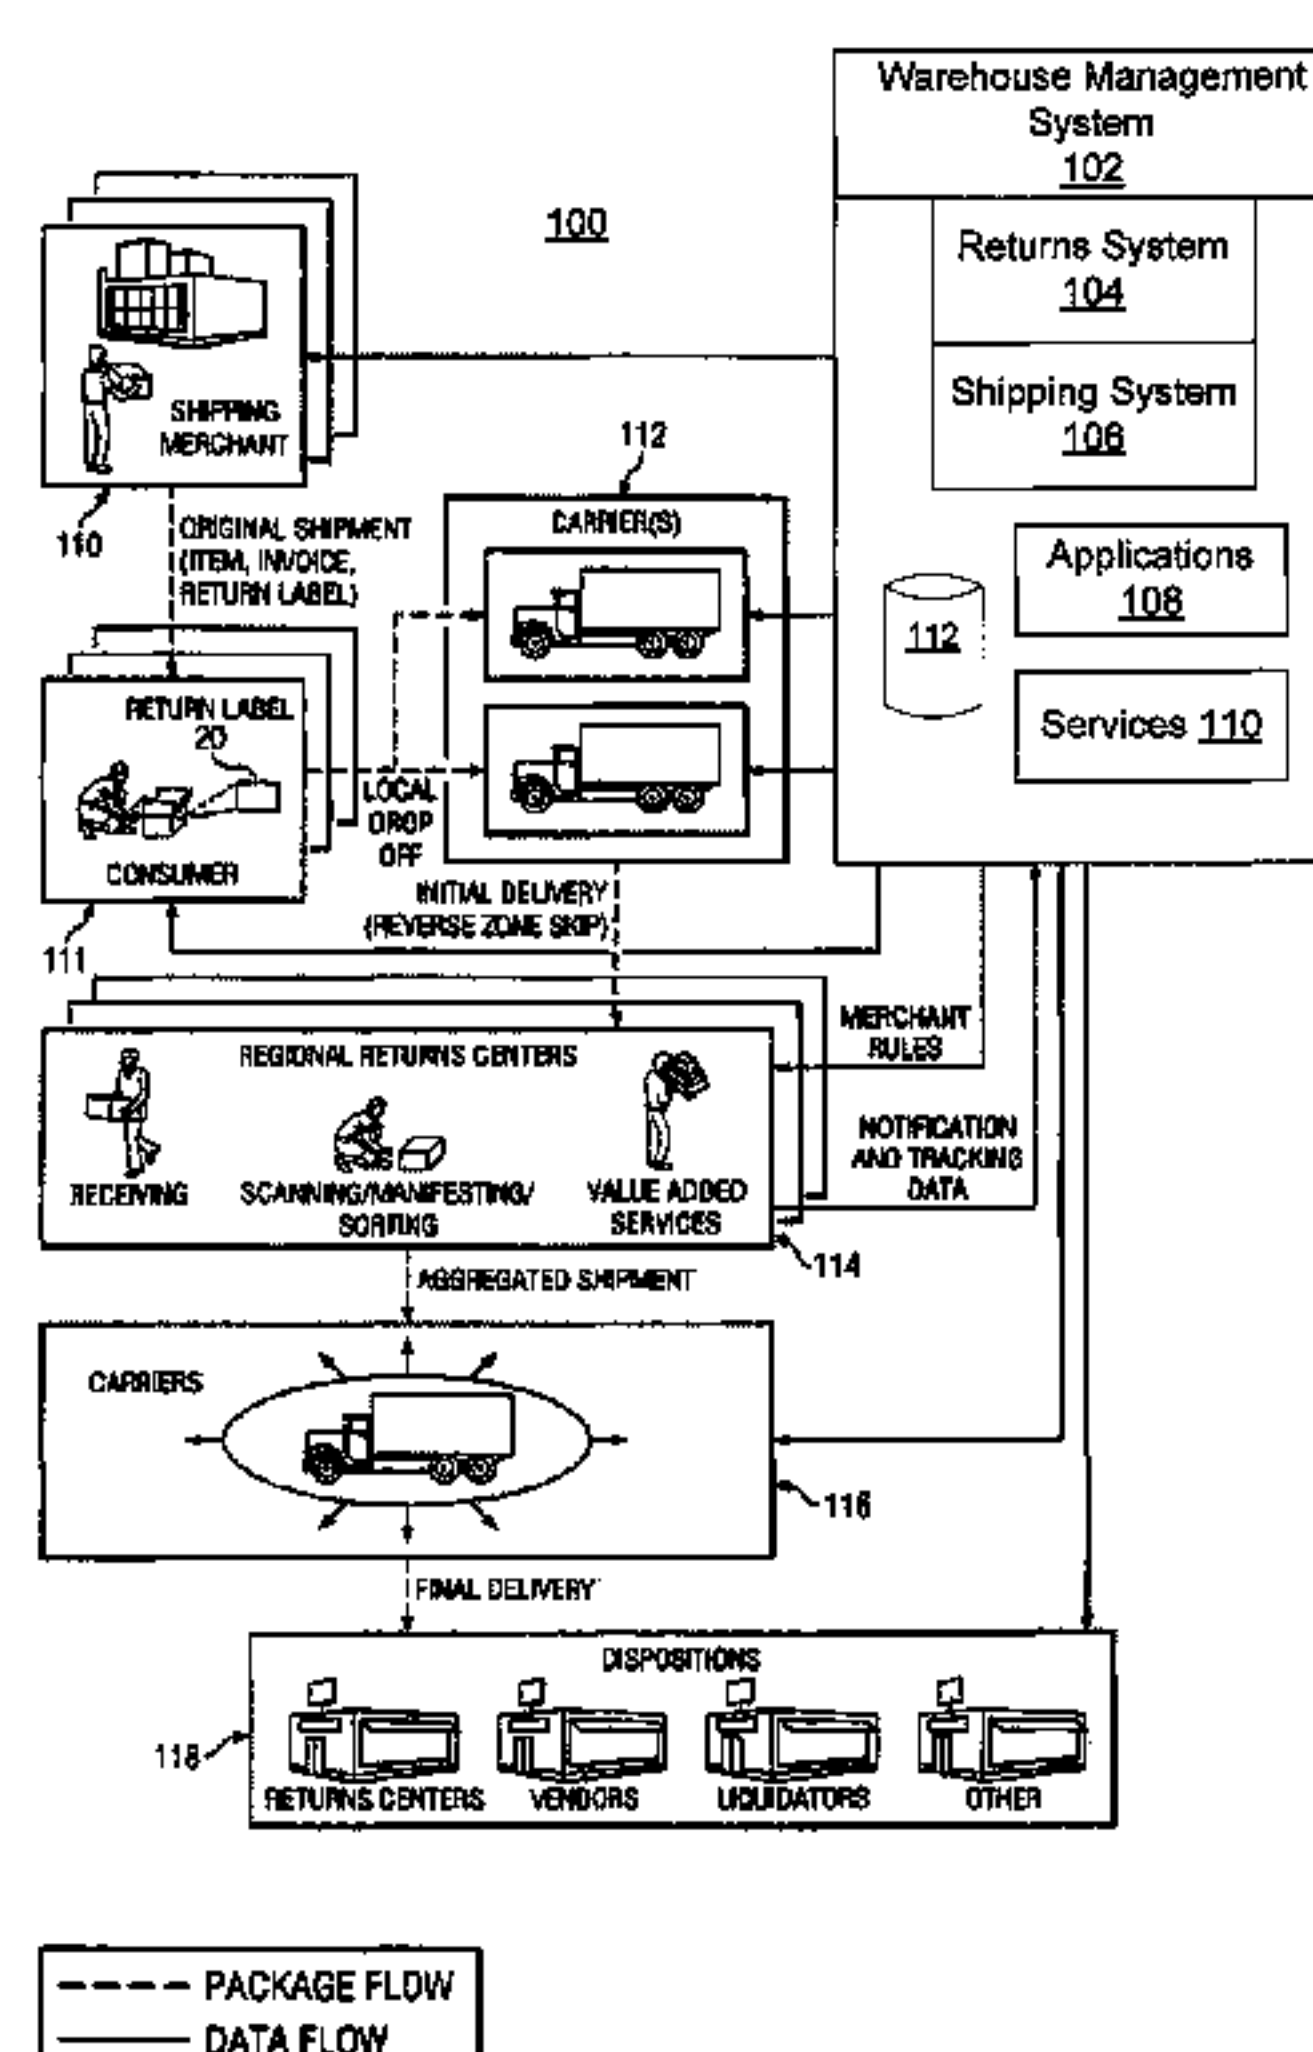 Warehouse Management
System
102
Returns System
104
Shipping System
106
Applications
108
112
Services 110
100
SHIPPING
MERCHANT
110
ORIGINAL SHIPMENT
(ITEM, INVOICE,
RETURN LABEL)
112
CARRIER(S)
RETURN LABEL
20
CONSUMER
111
LOCAL
DROP
OFF
INITIAL DELIVERY
(REVERSE ZONE SKIP)
MERCHANT
RULES
REGIONAL RETURNS CENTERS
RECEIVING
SCANNING/MANIFESTING/
SORTING
VALUE ADDED
SERVICES
NOTIFICATION
AND TRACKING
DATA
114
AGGREGATED SHIPMENT
CARRIERS
116
FINAL DELIVERY
DISPOSITIONS
118
RETURNS CENTERS
VENDORS
LIQUIDATORS
OTHER
PACKAGE FLOW
DATA FLOW